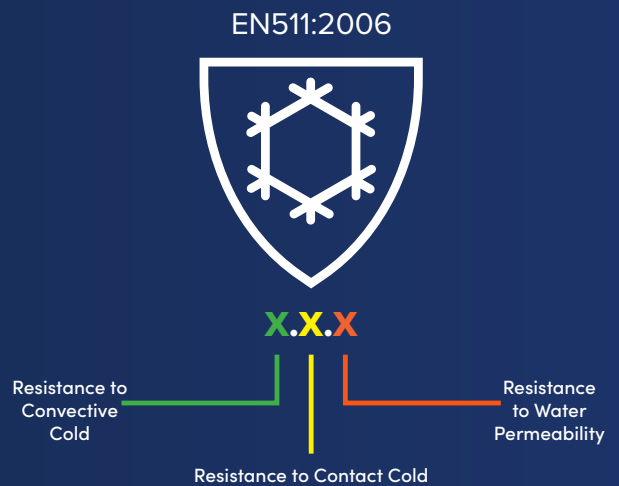 EN511:2006
X.X.X
Resistance to
Convective
Cold
Resistance to Contact Cold
Resistance
to Water
Permeability